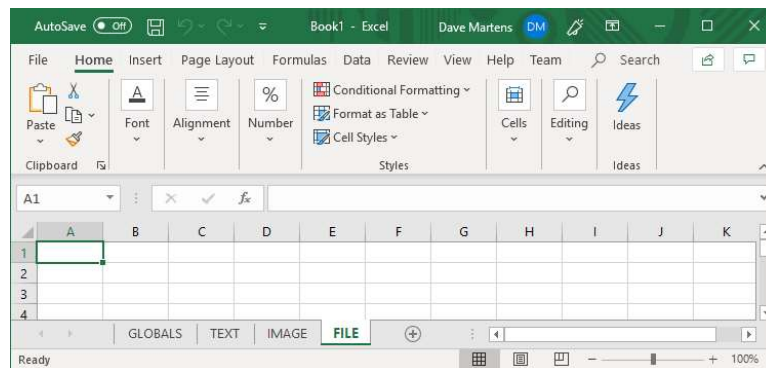 AutoSave Off Book1 - Excel Dave Martens DM
File Home Insert Page Layout Formulas Data Review View Help Team Search
Paste Font Alignment Number Conditional Formatting Format as Table Cell Styles Cells Editing Ideas
Clipboard Styles Ideas
A1 fx
A B C D E F G H I J K
1
2
3
4
GLOBALS TEXT IMAGE FILE
Ready 100%